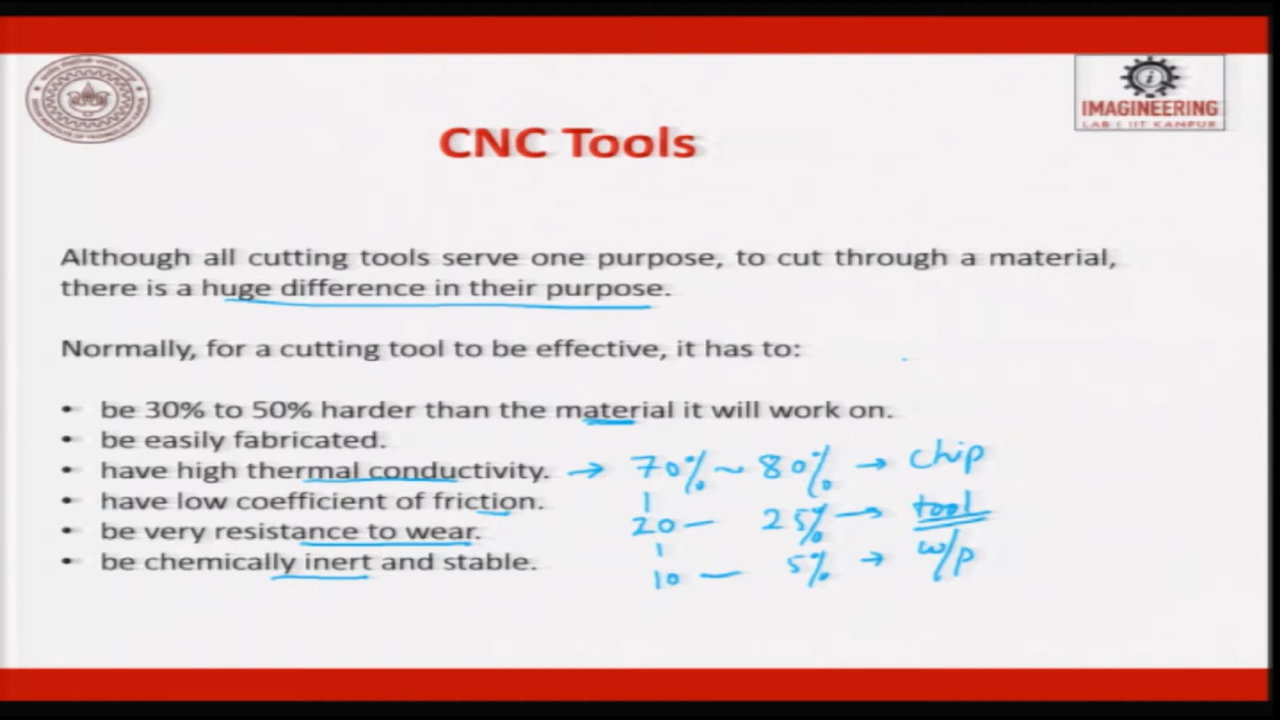 IMAGINEERING
LAB | IIT KANPUR
CNC Tools
Although all cutting tools serve one purpose, to cut through a material,
there is a huge difference in their purpose.
Normally, for a cutting tool to be effective, it has to:
• be 30% to 50% harder than the material it will work on.
• be easily fabricated.
• have high thermal conductivity. → 70% ~ 80% → chip
• have low coefficient of friction.
20 — 25% → tool
• be very resistance to wear.
• be chemically inert and stable.
10 — 5% → w/p